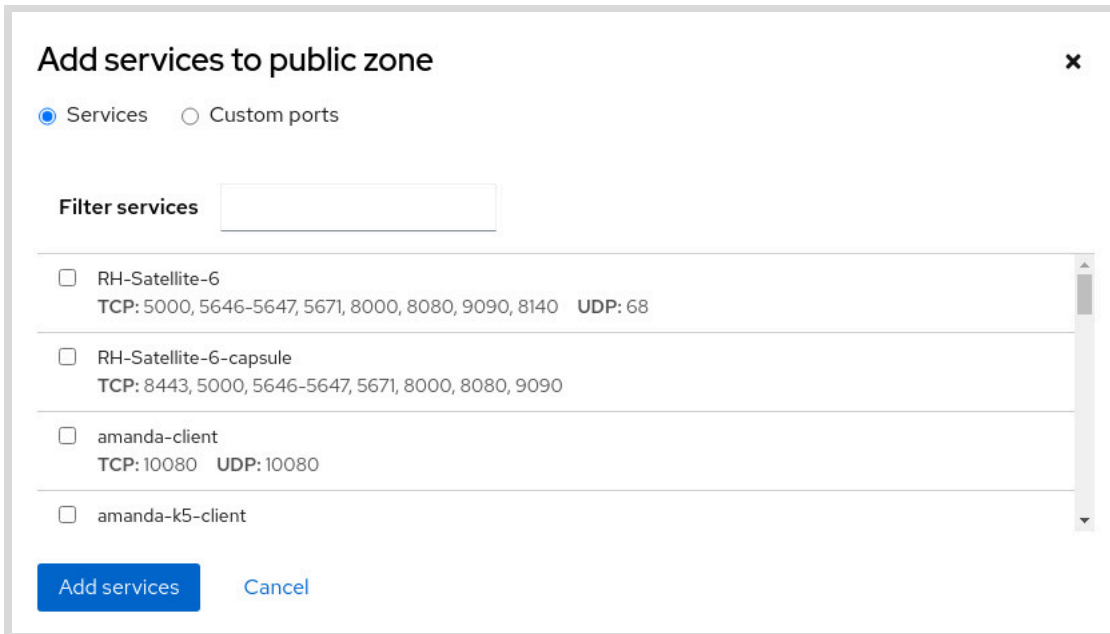 Add services to public zone
Services Custom ports
Filter services
RH-Satellite-6
TCP: 5000, 5646-5647, 5671, 8000, 8080, 9090, 8140 UDP: 68
RH-Satellite-6-capsule
TCP: 8443, 5000, 5646-5647, 5671, 8000, 8080, 9090
amanda-client
TCP: 10080 UDP: 10080
amanda-k5-client
Add services Cancel